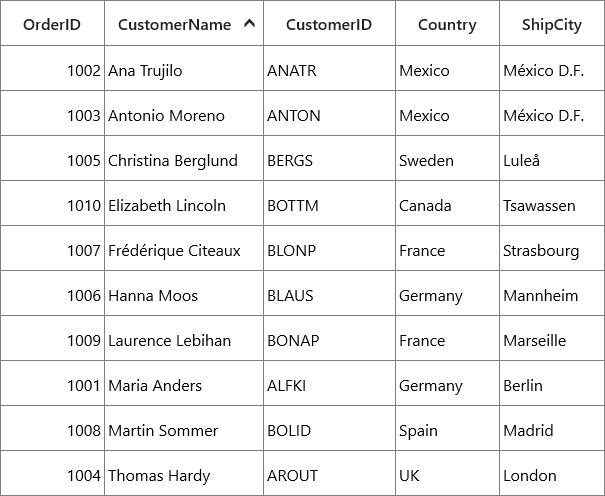 OrderID CustomerName CustomerID Country ShipCity
1002 Ana Trujilo ANATR Mexico México D.F.
1003 Antonio Moreno ANTON Mexico México D.F.
1005 Christina Berglund BERGS Sweden Luleå
1010 Elizabeth Lincoln BOTTM Canada Tsawassen
1007 Frédérique Citeaux BLONP France Strasbourg
1006 Hanna Moos BLAUS Germany Mannheim
1009 Laurence Lebihan BONAP France Marseille
1001 Maria Anders ALFKI Germany Berlin
1008 Martin Sommer BOLID Spain Madrid
1004 Thomas Hardy AROUT UK London